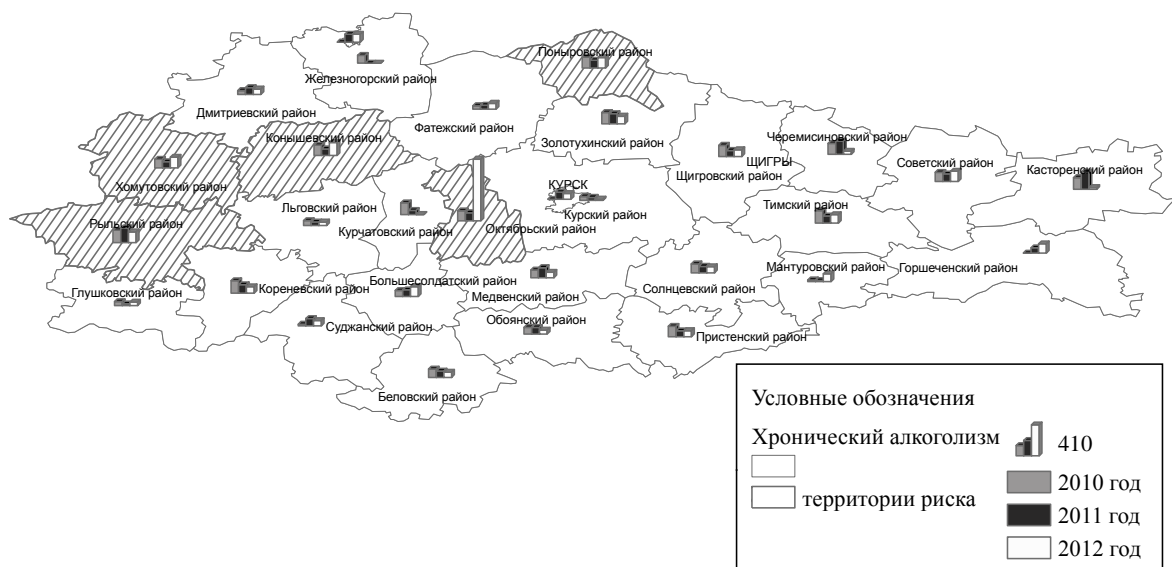 Поныровский район
Железногорский район
Дмитриевский район
Фатежский район
Конышевский район
Золотухинский район
Черемисиновский район
ЩИГРЫ
Щигровский район
Советский район
Касторенский район
Хомутовский район
КУРСК
Курский район
Льговский район
Тимский район
Рыльский район
Курчатовский район
Октябрьский район
Мантуровский район
Горшеченский район
Глушковский район
Кореневский район
Большесолдатский район
Медвенский район
Солнцевский район
Суджанский район
Обоянский район
Пристенский район
Беловский район
Условные обозначения
Хронический алкоголизм
территории риска
410
2010 год
2011 год
2012 год